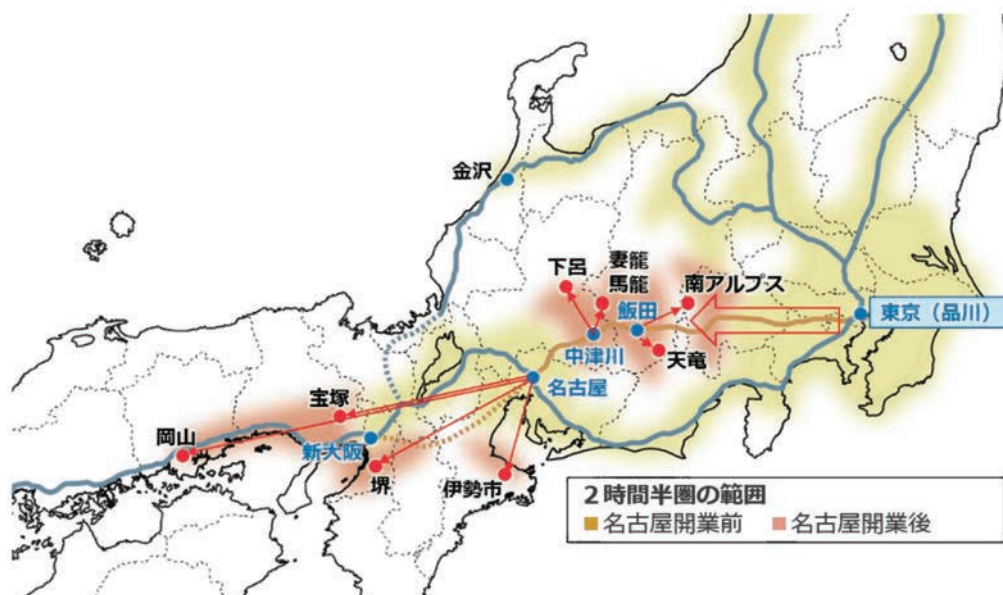 金沢
下呂
妻籠
馬籠
飯田
南アルプス
東京（品川）
中津川
天竜
名古屋
宝塚
岡山
新大阪
堺
伊勢市
２時間半圏の範囲
名古屋開業前
名古屋開業後